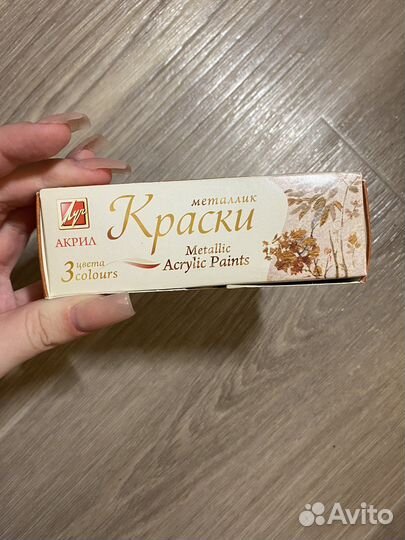 Луч
АКРИЛ
3 цвета
colours
металлик
Краски
Metallic
Acrylic Paints
Avito